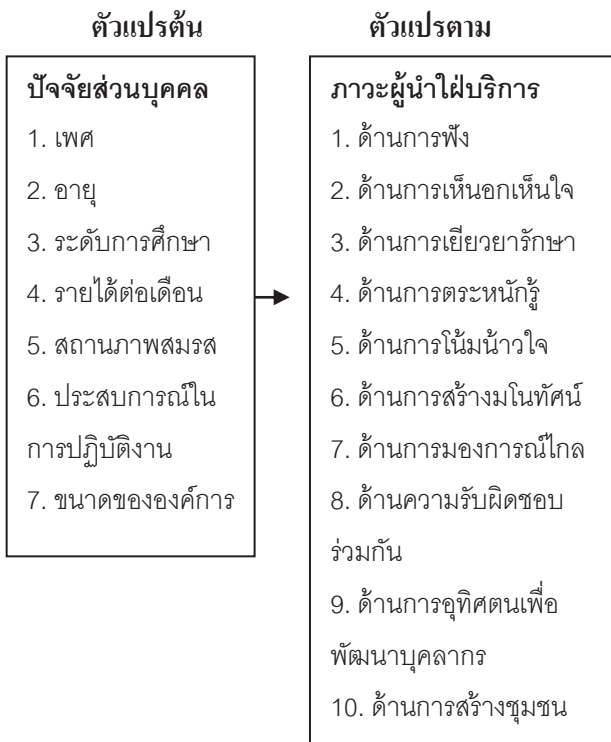 ตัวแปรต้น
ปัจจัยส่วนบุคคล
1. เพศ
2. อายุ
3. ระดับการศึกษา
4. รายได้ต่อเดือน
5. สถานภาพสมรส
6. ประสบการณ์ใน
การปฏิบัติงาน
7. ขนาดขององค์การ
ตัวแปรตาม
ภาวะผู้นำใฝ่บริการ
1. ด้านการฟัง
2. ด้านการเห็นอกเห็นใจ
3. ด้านการเยียวยารักษา
4. ด้านการตระหนักรู้
5. ด้านการโน้มน้าวใจ
6. ด้านการสร้างมโนทัศน์
7. ด้านการมองการณ์ไกล
8. ด้านความรับผิดชอบ
ร่วมกัน
9. ด้านการอุทิศตนเพื่อ
พัฒนาบุคลากร
10. ด้านการสร้างชุมชน